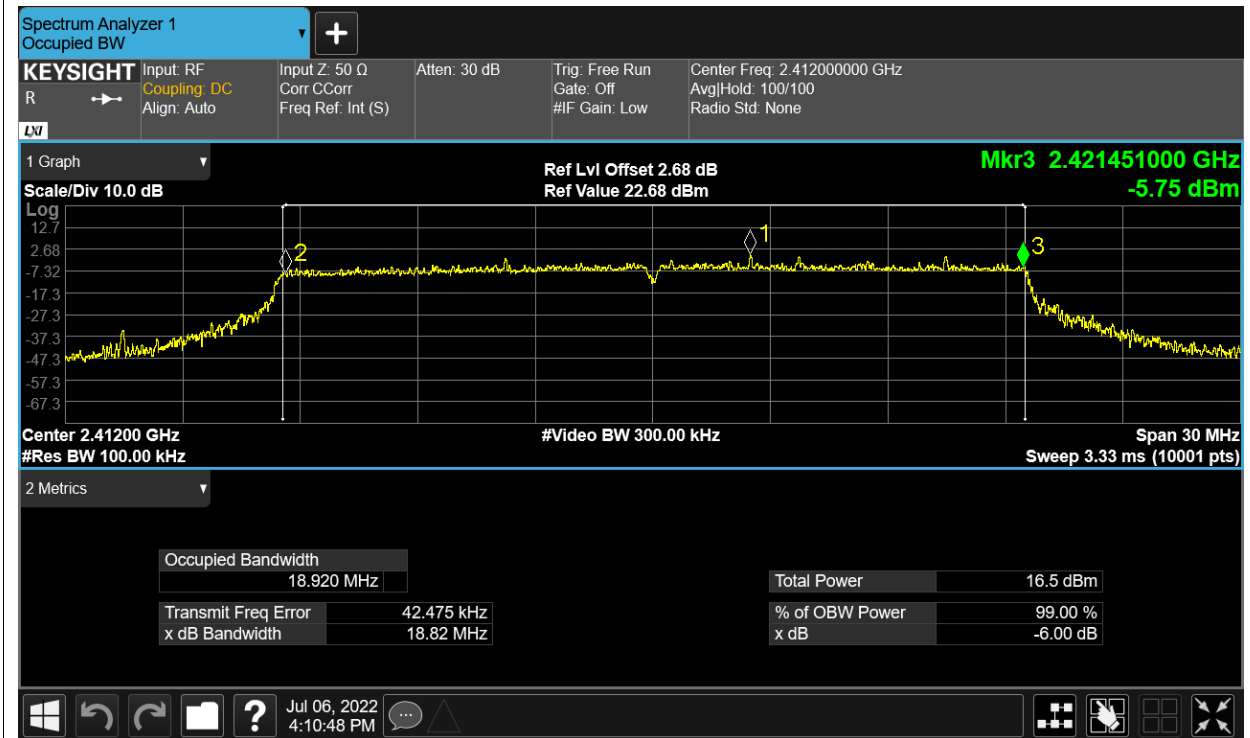 Spectrum Analyzer 1
Occupied BW
KEYSIGHT
R
LXI
Input: RF
Coupling: DC
Align: Auto
Input Z: 50 Ω
Corr CCorr
Freq Ref: Int (S)
Atten: 30 dB
Trig: Free Run
Gate: Off
#IF Gain: Low
Center Freq: 2.412000000 GHz
Avg|Hold: 100/100
Radio Std: None
1 Graph
Scale/Div 10.0 dB
Ref Lvl Offset 2.68 dB
Ref Value 22.68 dBm
Mkr3 2.421451000 GHz
-5.75 dBm
Log
12.7
2.68
-7.32
-17.3
-27.3
-37.3
-47.3
-57.3
-67.3
2
1
3
Center 2.41200 GHz
#Res BW 100.00 kHz
#Video BW 300.00 kHz
Span 30 MHz
Sweep 3.33 ms (10001 pts)
2 Metrics
Occupied Bandwidth
18.920 MHz
Transmit Freq Error 42.475 kHz
x dB Bandwidth 18.82 MHz
Total Power 16.5 dBm
% of OBW Power 99.00 %
x dB -6.00 dB
?
Jul 06, 2022
4:10:48 PM